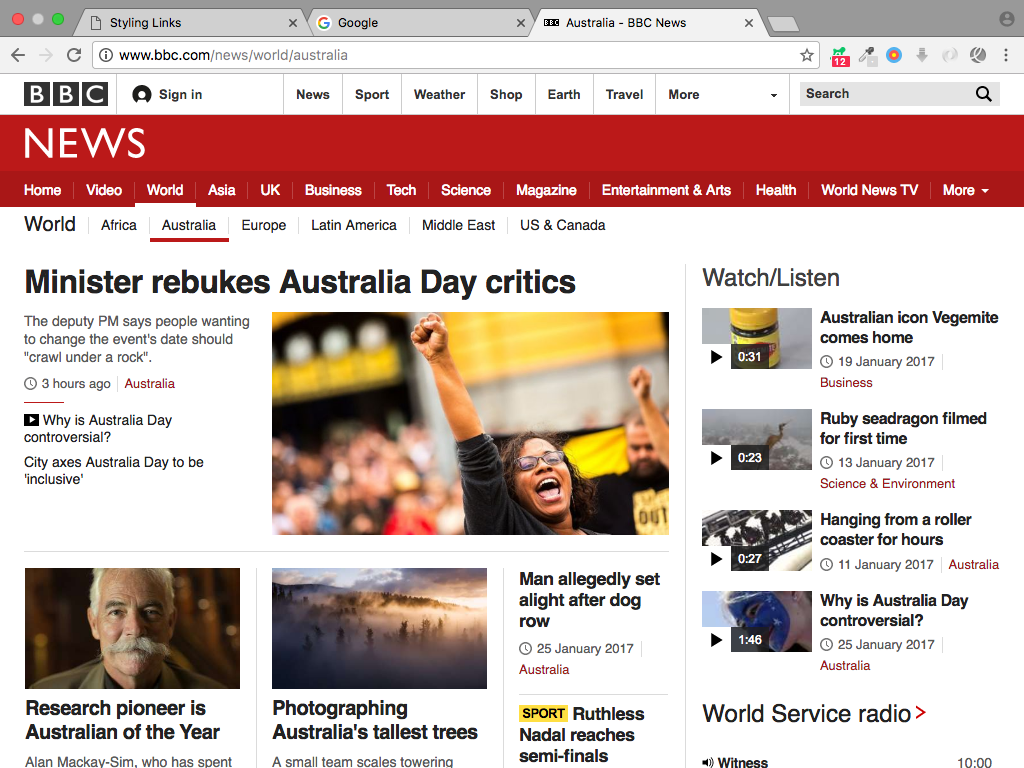 Styling Links
Google
BBC Australia - BBC News
www.bbc.com/news/world/australia
12
BBC
Sign in
News
Sport
Weather
Shop
Earth
Travel
More
Search
NEWS
Home
Video
World
Asia
UK
Business
Tech
Science
Magazine
Entertainment & Arts
Health
World News TV
More
World
Africa
Australia
Europe
Latin America
Middle East
US & Canada
Minister rebukes Australia Day critics
The deputy PM says people wanting
to change the event's date should
"crawl under a rock".
3 hours ago
Australia
Why is Australia Day
controversial?
City axes Australia Day to be
'inclusive'
OUT
Research pioneer is
Australian of the Year
Alan Mackay-Sim, who has spent
Photographing
Australia's tallest trees
A small team scales towering
Man allegedly set
alight after dog
row
25 January 2017
Australia
SPORT Ruthless
Nadal reaches
semi-finals
Watch/Listen
0:31
Australian icon Vegemite
comes home
19 January 2017
Business
0:23
Ruby seadragon filmed
for first time
13 January 2017
Science & Environment
0:27
Hanging from a roller
coaster for hours
11 January 2017
Australia
1:46
Why is Australia Day
controversial?
25 January 2017
Australia
World Service radio
Witness
10:00